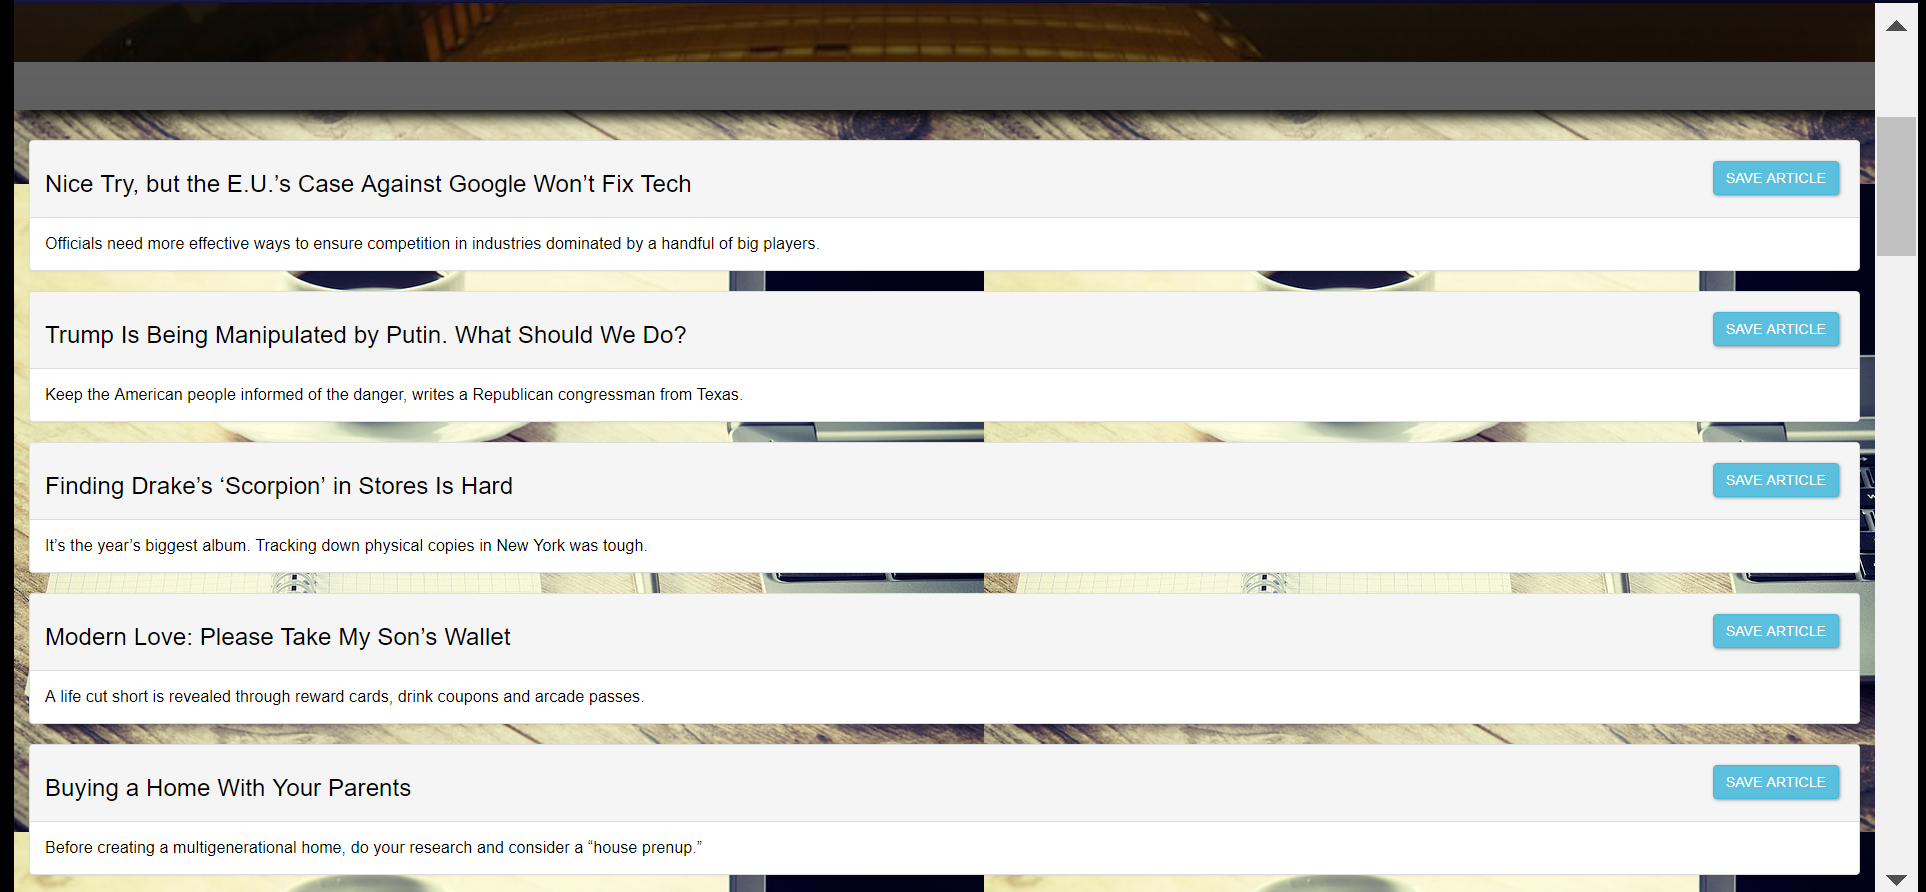 Nice Try, but the E.U.’s Case Against Google Won’t Fix Tech
SAVE ARTICLE
Officials need more effective ways to ensure competition in industries dominated by a handful of big players.
Trump Is Being Manipulated by Putin. What Should We Do?
SAVE ARTICLE
Keep the American people informed of the danger, writes a Republican congressman from Texas.
Finding Drake’s ‘Scorpion’ in Stores Is Hard
SAVE ARTICLE
It’s the year’s biggest album. Tracking down physical copies in New York was tough.
Modern Love: Please Take My Son’s Wallet
SAVE ARTICLE
A life cut short is revealed through reward cards, drink coupons and arcade passes.
Buying a Home With Your Parents
SAVE ARTICLE
Before creating a multigenerational home, do your research and consider a “house prenup.”